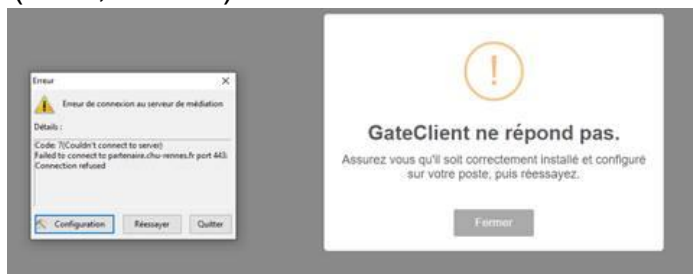 Erreur
Erreur de connexion au serveur de médiation
Détails :
Code: 7(Couldn't connect to server)
Failed to connect to partenaire.chu-rennes.fr port 443:
Connection refused
Configuration
Réessayer
Quitter
GateClient ne répond pas.
Assurez vous qu'il soit correctement installé et configuré
sur votre poste, puis réessayez.
Fermer